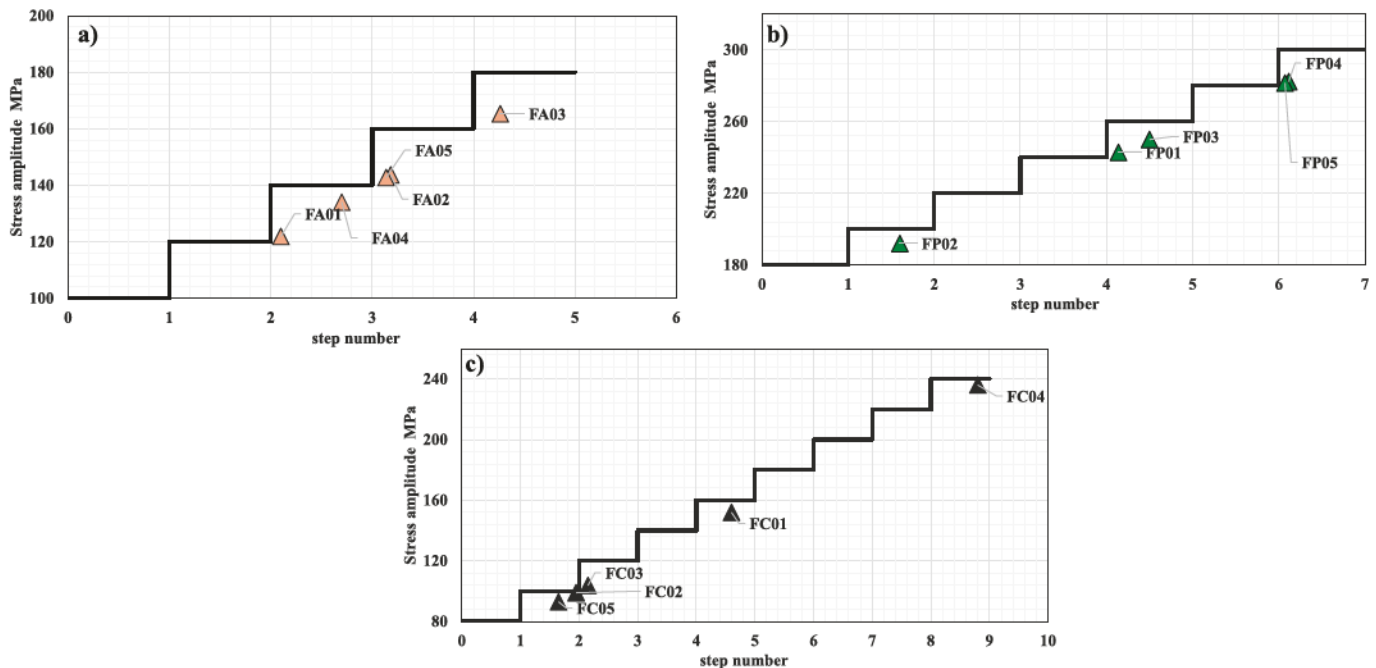 a)
200
180
160
140
120
100
Stress amplitude MPa
FA03
FA05
FA02
FA01
FA04
0 1 2 3 4 5 6
step number
b)
300
260
220
180
Stress amplitude MPa
FP04
FP03
FP01
FP05
FP02
0 1 2 3 4 5 6 7
step number
c)
240
200
160
120
80
Stress amplitude MPa
FC04
FC01
FC03
FC02
FC05
0 1 2 3 4 5 6 7 8 9 10
step number